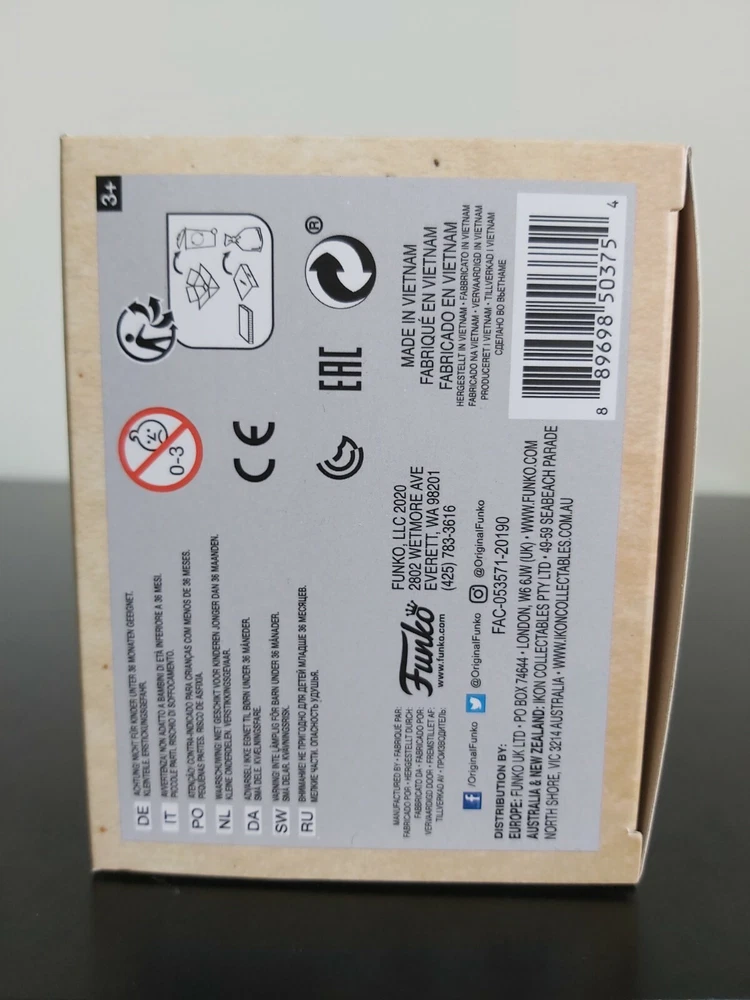 3+
DE
ACHTUNG! NICHT FÜR KINDER UNTER 36 MONATEN GEEIGNET.
KLEINTEILE. ERSTICKUNGSGEFAHR.
IT
AVVERTENZA! NON ADATTO A BAMBINI DI ETÀ INFERIORE A 36 MESI.
PICCOLE PARTI. RISCHIO DI SOFFOCAMENTO.
PO
ATENÇÃO! CONTRA-INDICADO PARA CRIANÇAS COM MENOS DE 36 MESES.
PEQUENAS PARTES. RISCO DE ASFIXIA.
NL
WAARSCHUWING! NIET GESCHIKT VOOR KINDEREN JONGER DAN 36 MAANDEN.
KLEINE ONDERDELEN. VERSTIKKINGSGEVAAR.
DA
ADVARSEL! IKKE EGNET TIL BØRN UNDER 36 MÅNEDER.
SMÅ DELE. KVÆLNINGSFARE.
SW
VARNING! INTE LÄMPLIG FÖR BARN UNDER 36 MÅNADER.
SMÅ DELAR. KVÄVNINGSRISK.
RU
ВНИМАНИЕ! НЕ ПРИГОДНО ДЛЯ ДЕТЕЙ МЛАДШЕ 36 МЕСЯЦЕВ.
МЕЛКИЕ ЧАСТИ. ОПАСНОСТЬ УДУШЬЯ.
0-3
CE
EAC
®
MANUFACTURED BY • FABRIQUÉ PAR:
FABRICADO POR • HERGESTELLT DURCH:
FABBRICATO DA • FABRICADO POR:
VERVAARDIGD DOOR • FREMSTILLET AF:
TILLVERKAD AV • ПРОИЗВОДИТЕЛЬ:
Funko
www.funko.com
FUNKO, LLC 2020
2802 WETMORE AVE
EVERETT, WA 98201
(425) 783-3616
MADE IN VIETNAM
FABRIQUÉ EN VIETNAM
FABRICADO EN VIETNAM
HERGESTELLT IN VIETNAM • FABBRICATO IN VIETNAM
FABRICADO NA VIETNAM • VERVAARDIGD IN VIETNAM
PRODUCERET I VIETNAM • TILLVERKAD I VIETNAM
СДЕЛАНО ВО ВЬЕТНАМЕ
/OriginalFunko @OriginalFunko @OriginalFunko
FAC-053571-20190
DISTRIBUTION BY:
EUROPE: FUNKO UK LTD • PO BOX 74644 • LONDON, W6 6JW (UK) • WWW.FUNKO.COM
AUSTRALIA & NEW ZEALAND: IKON COLLECTABLES PTY LTD • 49-59 SEABEACH PARADE
NORTH SHORE, VIC 3214 AUSTRALIA • WWW.IKONCOLLECTABLES.COM.AU
8 89698 50375 4